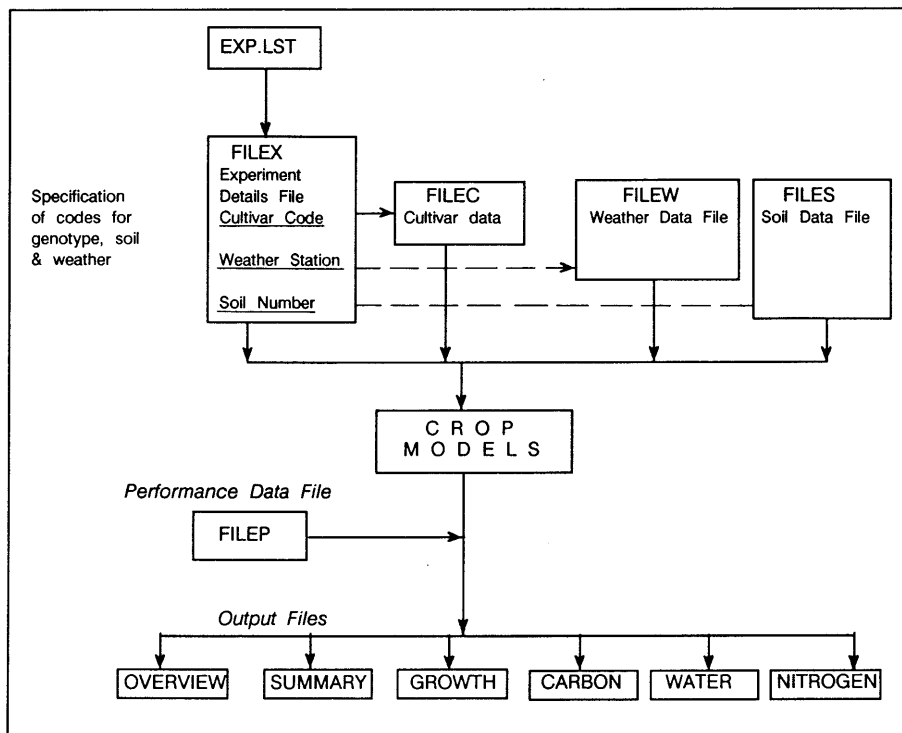 EXP.LST
Specification
of codes for
genotype, soil
& weather
FILEX
Experiment
Details File
Cultivar Code
Weather Station
Soil Number
FILEC
Cultivar data
FILEW
Weather Data File
FILES
Soil Data File
C R O P
M O D E L S
Performance Data File
FILEP
Output Files
OVERVIEW
SUMMARY
GROWTH
CARBON
WATER
NITROGEN